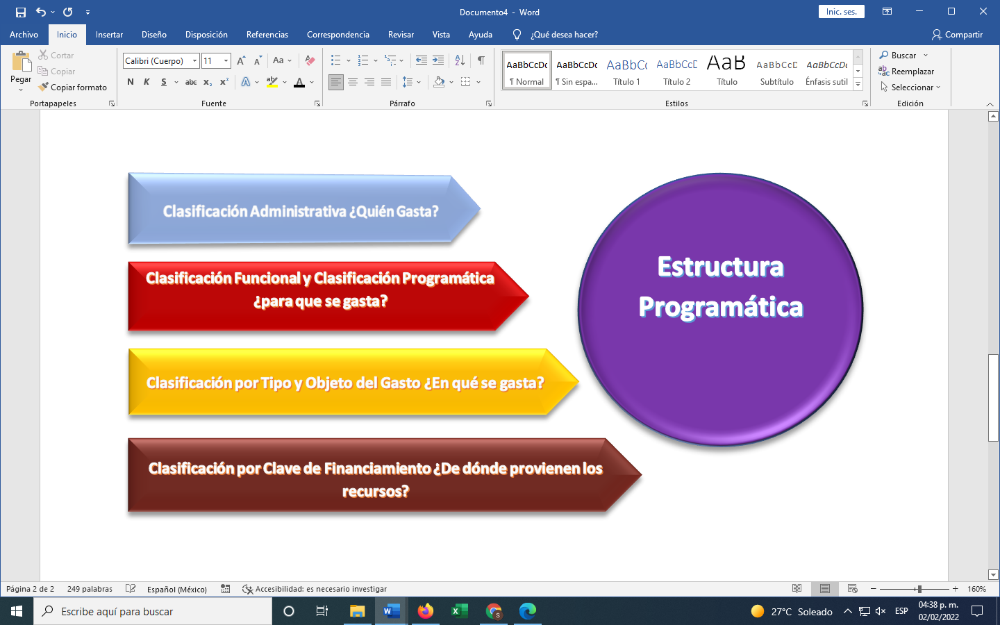 Documento4 - Word
Inic. ses.
Archivo Inicio Insertar Diseño Disposición Referencias Correspondencia Revisar Vista Ayuda ¿Qué desea hacer? Compartir
Pegar
Cortar
Copiar
Copiar formato
Portapapeles
Calibri (Cuerpo) 11
Aa
N K S abc x₂ x² A ab A
Fuente
Párrafo
AaBbCcDc AaBbCcDc AaBbCc AaBbCcD AaB AaBbCcD AaBbCcDc
¶ Normal ¶ Sin espa... Título 1 Título 2 Título Subtítulo Énfasis sutil
Estilos
Buscar
Reemplazar
Seleccionar
Edición
Clasificación Administrativa ¿Quién Gasta?
Clasificación Funcional y Clasificación Programática
¿para que se gasta?
Clasificación por Tipo y Objeto del Gasto ¿En qué se gasta?
Clasificación por Clave de Financiamiento ¿De dónde provienen los
recursos?
Estructura
Programática
Página 2 de 2 249 palabras Español (México) Accesibilidad: es necesario investigar 160%
Escribe aquí para buscar
27°C Soleado
ESP
04:38 p. m.
02/02/2022